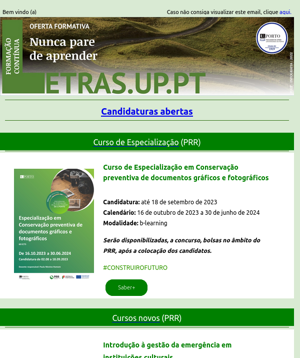 Bem vindo (a)
Caso não consiga visualizar este email, clique aqui.
FORMAÇÃO
CONTÍNUA
OFERTA FORMATIVA
Nunca pare
de aprender
ETRAS.UP.PT
PORTO
Candidaturas abertas
Curso de Especialização (PRR)
Curso de Especialização em Conservação
preventiva de documentos gráficos e fotográficos
Especialização em
Conservação preventiva de
documentos gráficos e
fotográficos
De 16.10.2023 a 30.06.2024
Candidatura: até 18 de setembro de 2023
Calendário: 16 de outubro de 2023 a 30 de junho de 2024
Modalidade: b-learning
Serão disponibilizadas, a concurso, bolsas no âmbito do
PRR, após a colocação dos candidatos.
#CONSTRUIROFUTURO
Saber+
Cursos novos (PRR)
Introdução à gestão da emergência em
instituições culturais